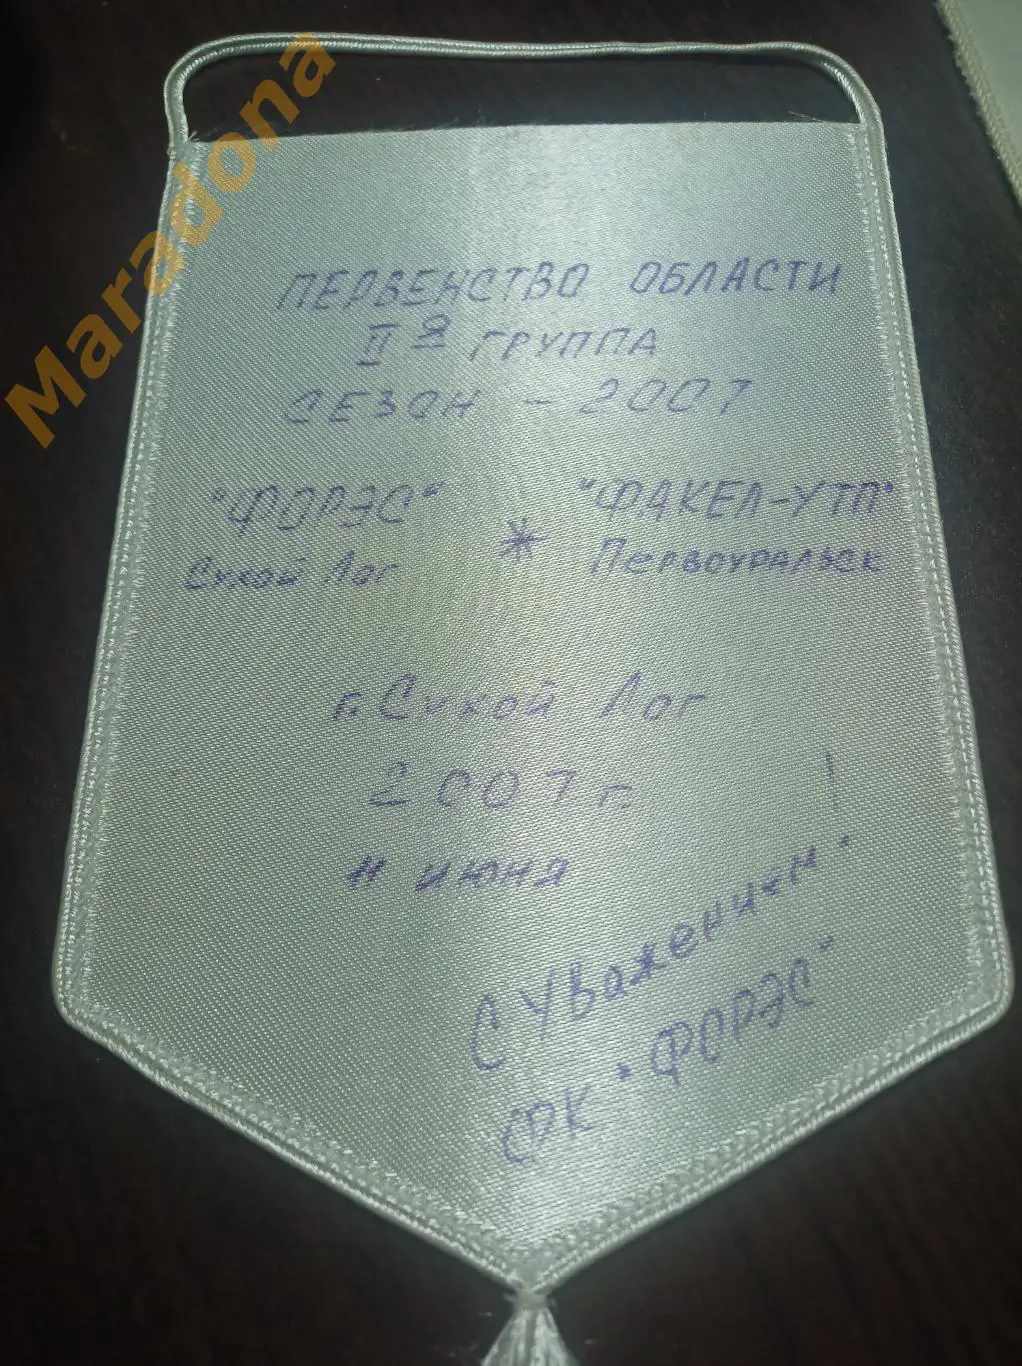 Maradona
ПЕРВЕНСТВО ОБЛАСТИ
II Я ГРУППА
СЕЗОН – 2007
"ФОРЭС" * "ФАКЕЛ-УТП"
Сухой Лог Первоуральск
г. Сухой Лог
2007 г.
11 июня
С Уважением!
ФК "ФОРЭС"